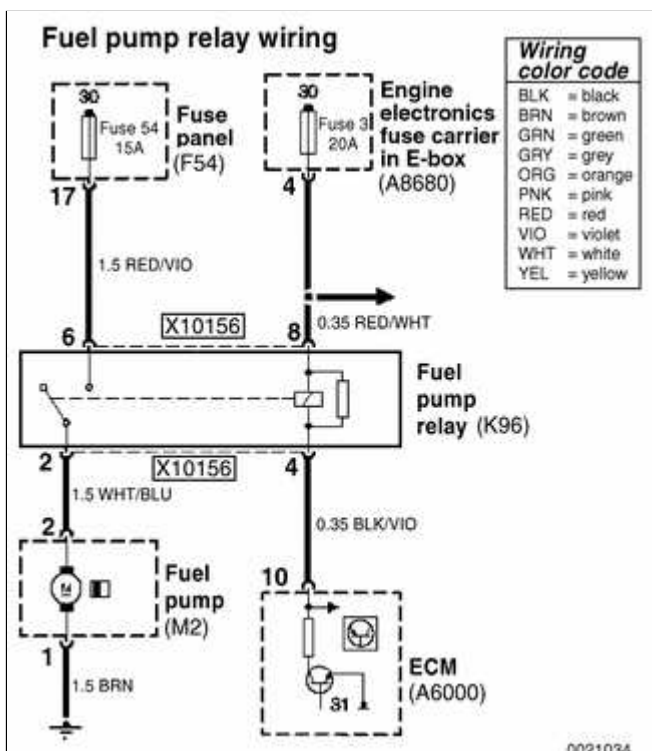 Fuel pump relay wiring
Wiring
color code
BLK = black
BRN = brown
GRN = green
GRY = grey
ORG = orange
PNK = pink
RED = red
VIO = violet
WHT = white
YEL = yellow
30
Fuse 54
15A
Fuse
panel
(F54)
30
Fuse 3
20A
Engine
electronics
fuse carrier
in E-box
(A8680)
17
4
1.5 RED/VIO
0.35 RED/WHT
6
X10156
8
Fuel
pump
relay (K96)
2
X10156
4
1.5 WHT/BLU
0.35 BLK/VIO
2
10
M
Fuel
pump
(M2)
1
1.5 BRN
31
ECM
(A6000)
0021034